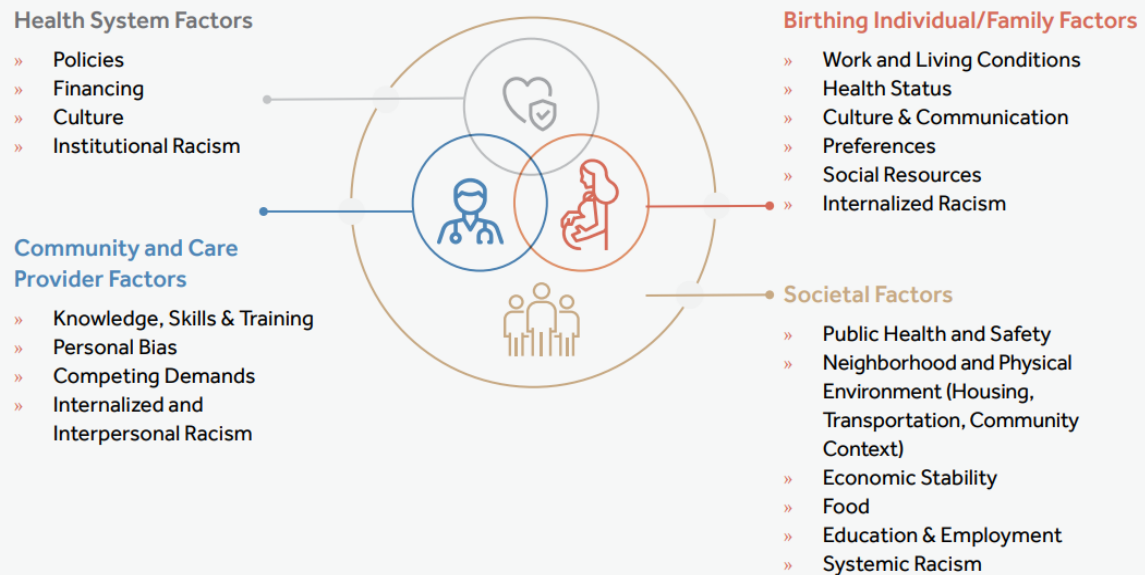 Health System Factors
» Policies
» Financing
» Culture
» Institutional Racism
Community and Care
Provider Factors
» Knowledge, Skills & Training
» Personal Bias
» Competing Demands
» Internalized and
Interpersonal Racism
Birthing Individual/Family Factors
» Work and Living Conditions
» Health Status
» Culture & Communication
» Preferences
» Social Resources
» Internalized Racism
Societal Factors
» Public Health and Safety
» Neighborhood and Physical
Environment (Housing,
Transportation, Community
Context)
» Economic Stability
» Food
» Education & Employment
» Systemic Racism